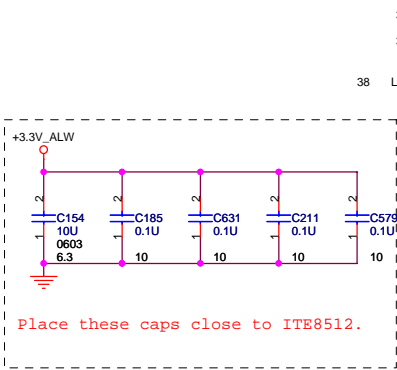 38 L
+3.3V_ALW
2 2 2 2 2
C154 C185 C631 C211 C579
10U 0.1U 0.1U 0.1U 0.1U
1 1 1 1 1
0603
6.3 10 10 10 10
Place these caps close to ITE8512.